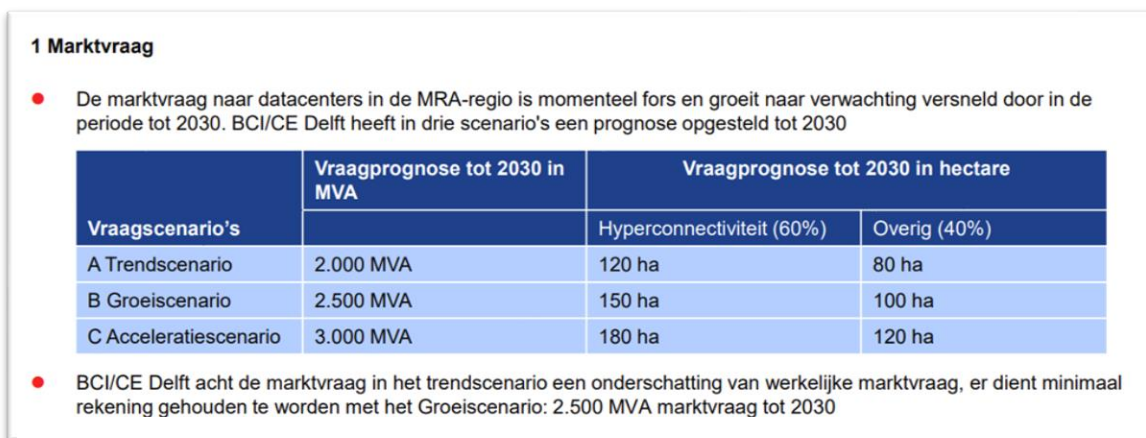 1 Marktvraag
De marktvraag naar datacenters in de MRA-regio is momenteel fors en groeit naar verwachting versneld door in de
periode tot 2030. BCI/CE Delft heeft in drie scenario's een prognose opgesteld tot 2030
Vraagprognose tot 2030 in MVA
Vraagprognose tot 2030 in hectare
Vraagscenario's
Hyperconnectiviteit (60%) Overig (40%)
A Trendscenario 2.000 MVA 120 ha 80 ha
B Groeiscenario 2.500 MVA 150 ha 100 ha
C Acceleratiescenario 3.000 MVA 180 ha 120 ha
BCI/CE Delft acht de marktvraag in het trendscenario een onderschatting van werkelijke marktvraag, er dient minimaal
rekening gehouden te worden met het Groeiscenario: 2.500 MVA marktvraag tot 2030